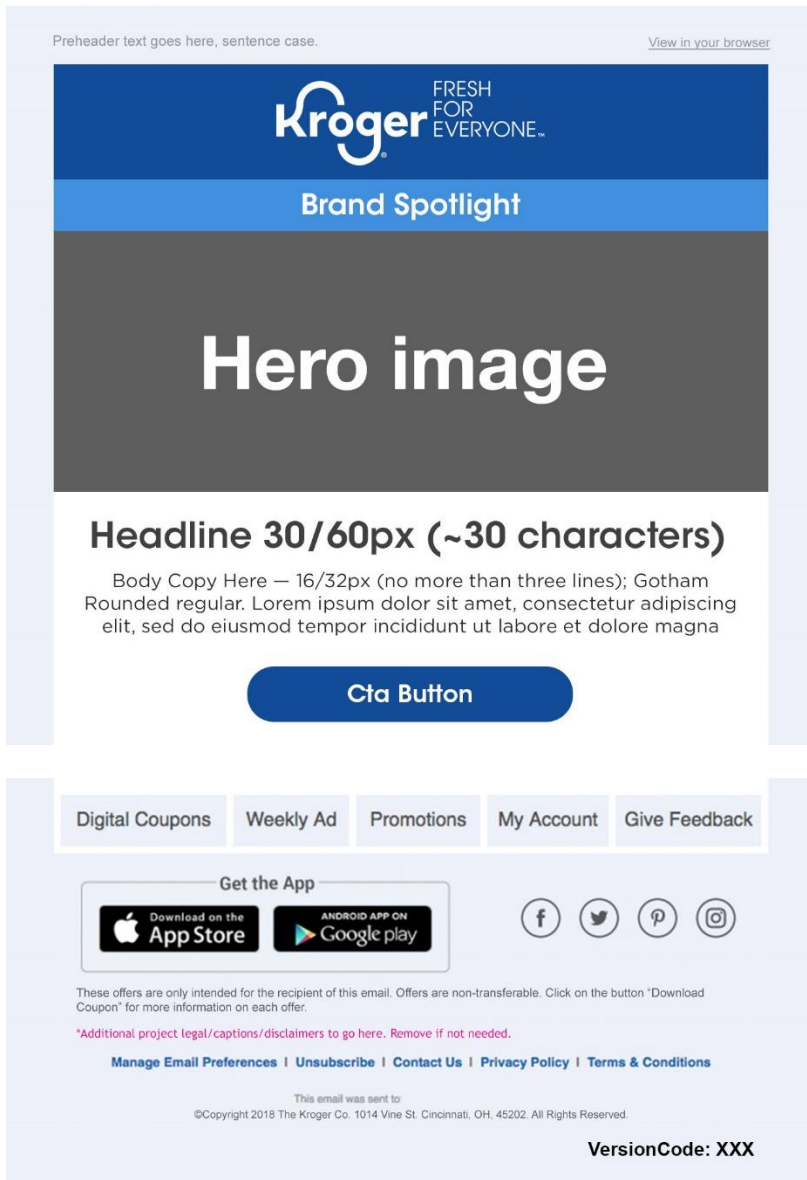 Preheader text goes here, sentence case.
View in your browser
Kroger® FRESH
FOR
EVERYONE™
Brand Spotlight
Hero image
Headline 30/60px (~30 characters)
Body Copy Here — 16/32px (no more than three lines); Gotham
Rounded regular. Lorem ipsum dolor sit amet, consectetur adipiscing
elit, sed do eiusmod tempor incididunt ut labore et dolore magna
Cta Button
Digital Coupons
Weekly Ad
Promotions
My Account
Give Feedback
Get the App
Download on the
App Store
ANDROID APP ON
Google play
These offers are only intended for the recipient of this email. Offers are non-transferable. Click on the button "Download
Coupon" for more information on each offer.
*Additional project legal/captions/disclaimers to go here. Remove if not needed.
Manage Email Preferences | Unsubscribe | Contact Us | Privacy Policy | Terms & Conditions
This email was sent to
©Copyright 2018 The Kroger Co. 1014 Vine St. Cincinnati, OH, 45202. All Rights Reserved.
VersionCode: XXX